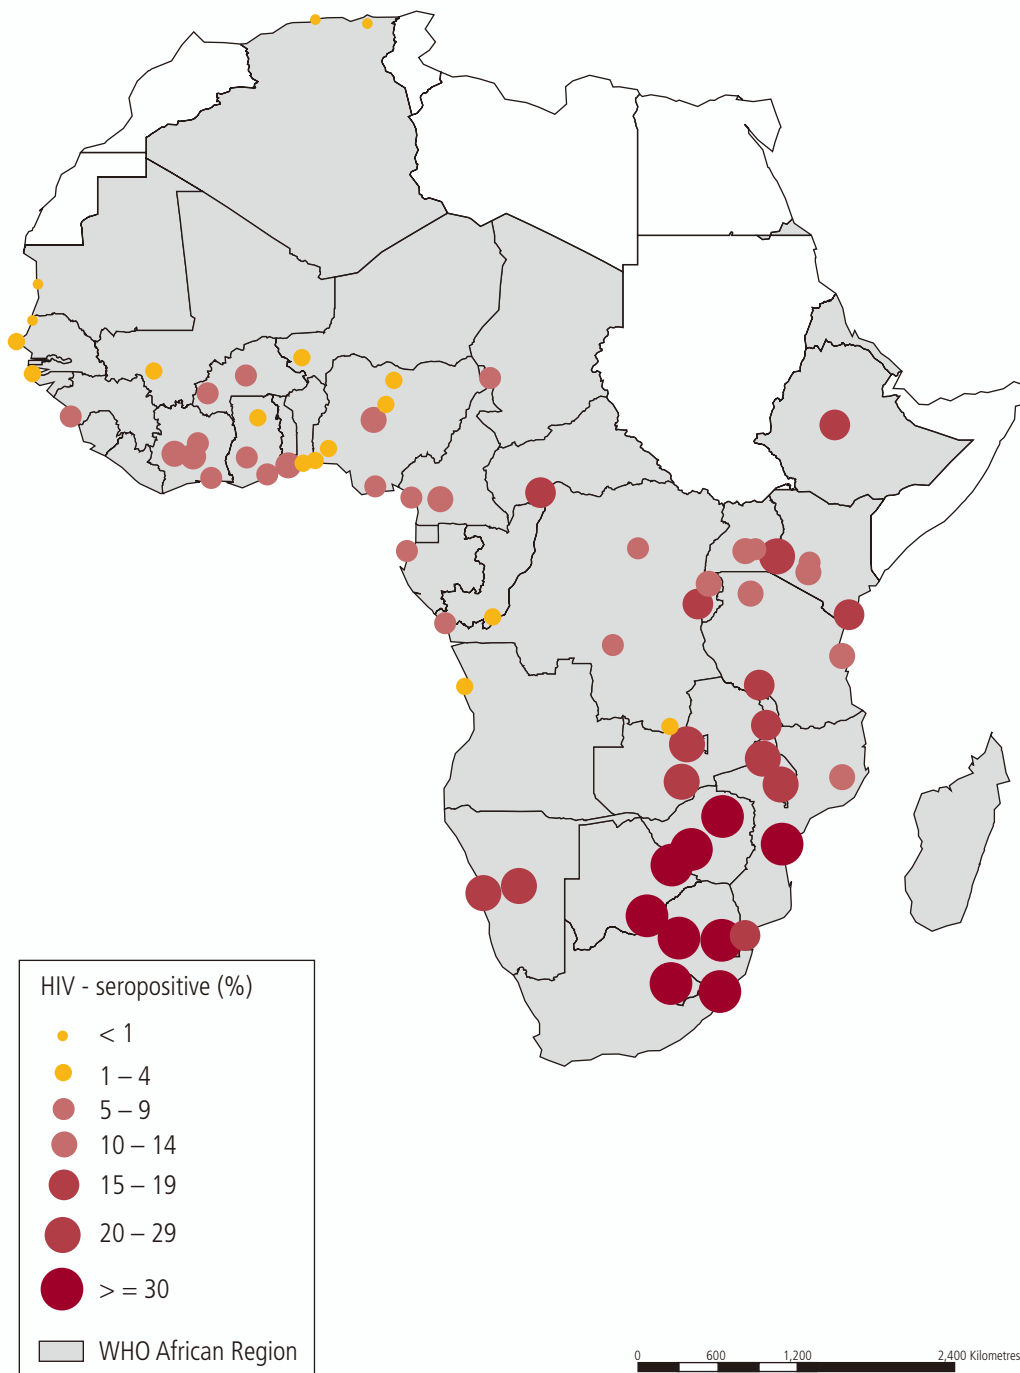 HIV - seropositive (%)
< 1
1 – 4
5 – 9
10 – 14
15 – 19
20 – 29
> = 30
WHO African Region
0 600 1,200 2,400 Kilometres